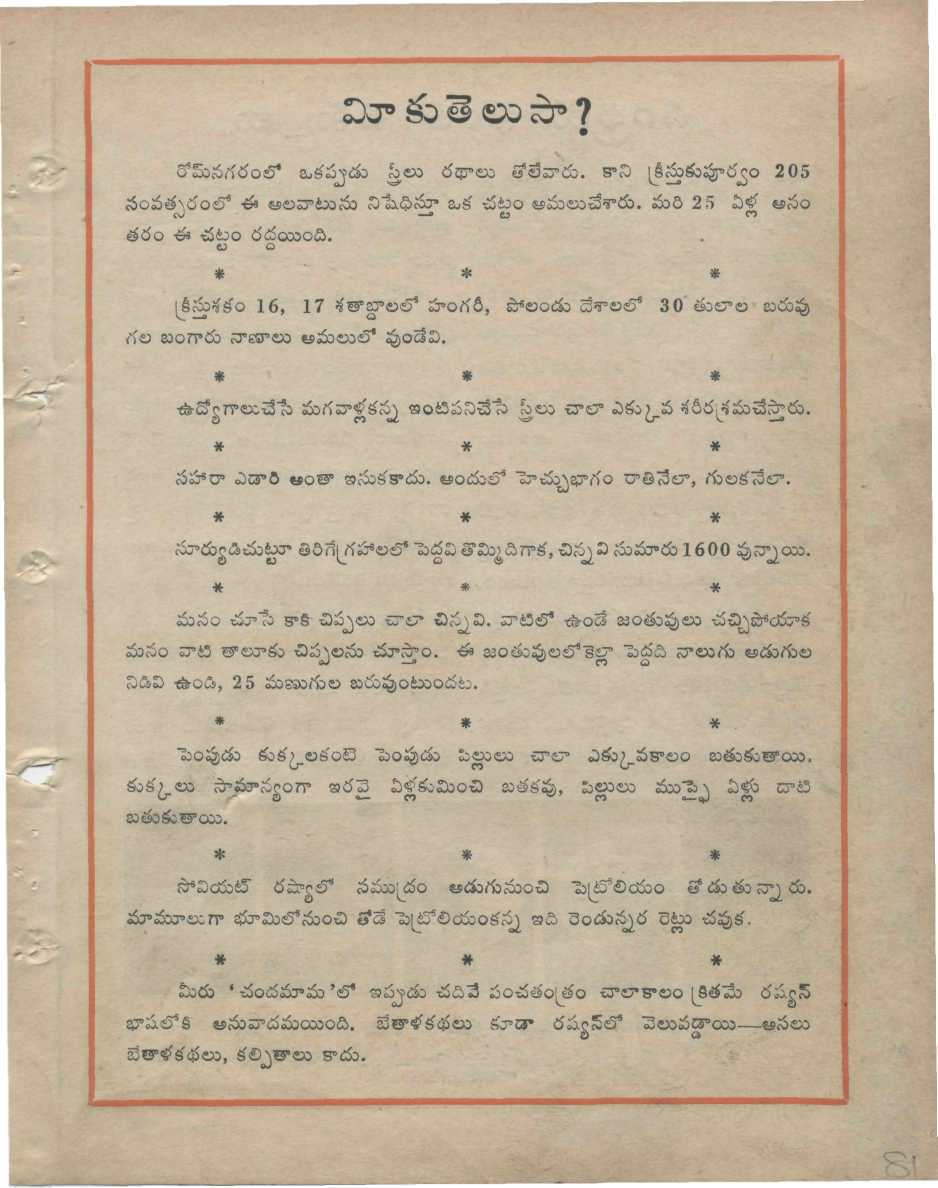 మీకు తెలుసా?
రోమ్‌నగరంలో ఒకప్పుడు స్త్రీలు రథాలు తోలేవారు. కాని క్రీస్తుకుపూర్వం 205
సంవత్సరంలో ఈ అలవాటును నిషేధిస్తూ ఒక చట్టం అమలుచేశారు. మరి 25 ఏళ్ల అనం
తరం ఈ చట్టం రద్దయింది.
* * *
క్రీస్తుశకం 16, 17 శతాబ్దాలలో హంగరీ, పోలండు దేశాలలో 30 తులాల బరువు
గల బంగారు నాణాలు అమలులో వుండేవి.
* * *
ఉద్యోగాలుచేసే మగవాళ్లకన్న ఇంటిపనిచేసే స్త్రీలు చాలా ఎక్కువ శరీరశ్రమచేస్తారు.
* * *
సహారా ఎడారి అంతా ఇసుకకాదు. అందులో హెచ్చుభాగం రాతినేలా, గులకనేలా.
* * *
సూర్యుడిచుట్టూ తిరిగే గ్రహాలలో పెద్దవి తొమ్మిదిగాక, చిన్నవి సుమారు 1600 వున్నాయి.
* * *
మనం చూసే కాకి చిప్పలు చాలా చిన్నవి. వాటిలో ఉండే జంతువులు చచ్చిపోయాక
మనం వాటి తాలూకు చిప్పలను చూస్తాం. ఈ జంతువులలోకెల్లా పెద్దది నాలుగు అడుగుల
నిడివి ఉండి, 25 మణుగుల బరువుంటుందట.
* * *
పెంపుడు కుక్కలకంటె పెంపుడు పిల్లులు చాలా ఎక్కువకాలం బతుకుతాయి.
కుక్కలు సామాన్యంగా ఇరవై ఏళ్లకుమించి బతకవు, పిల్లులు ముప్ఫై ఏళ్లు దాటి
బతుకుతాయి.
* * *
సోవియట్ రష్యాలో సముద్రం అడుగునుంచి పెట్రోలియం తోడుతున్నారు.
మామూలుగా భూమిలోనుంచి తోడే పెట్రోలియంకన్న ఇది రెండున్నర రెట్లు చవుక.
* * *
మీరు 'చందమామ'లో ఇప్పుడు చదివే పంచతంత్రం చాలాకాలం క్రితమే రష్యన్
భాషలోకి అనువాదమయింది. బేతాళకథలు కూడా రష్యన్‌లో వెలువడ్డాయి—అసలు
బేతాళకథలు, కల్పితాలు కాదు.